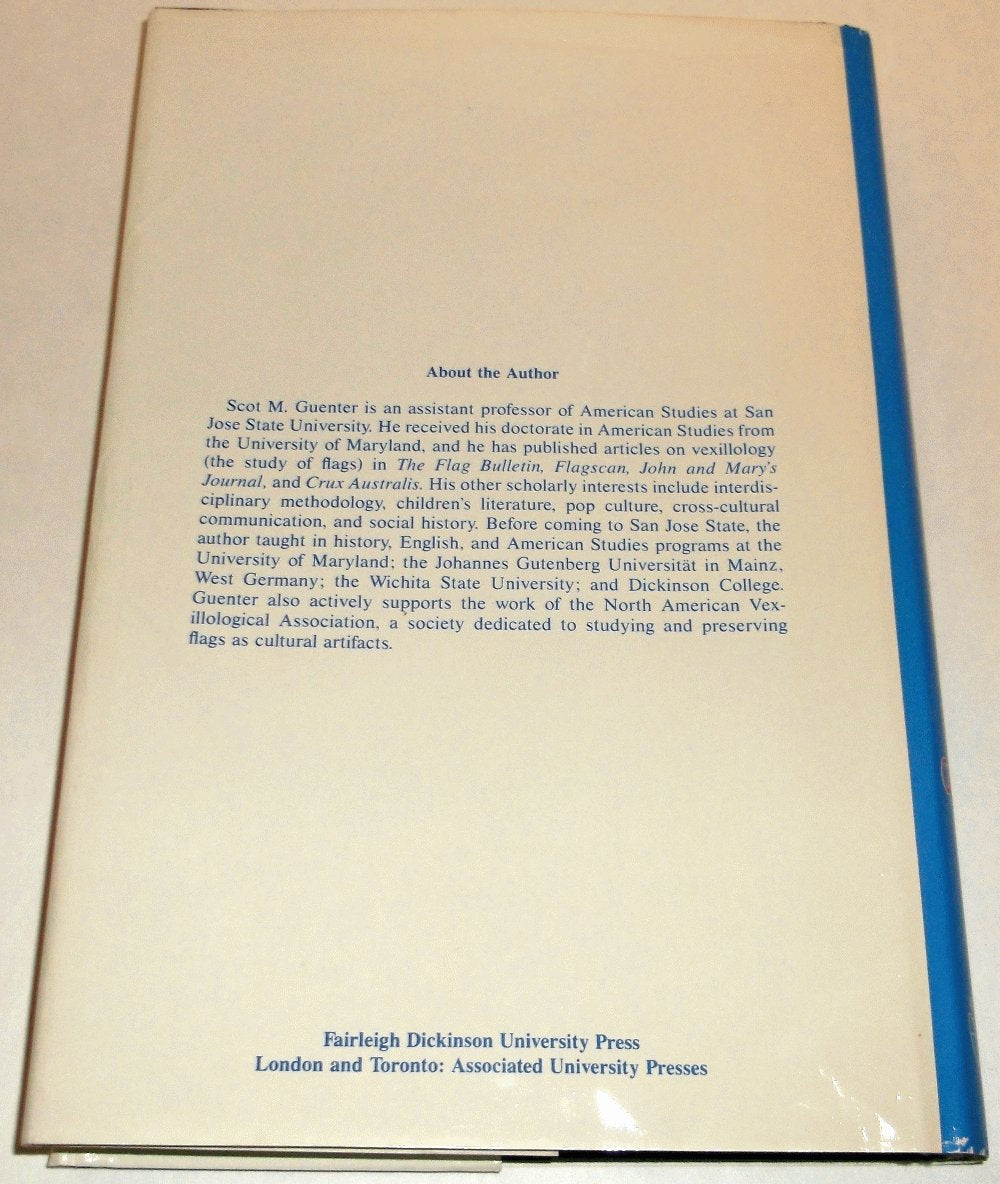 About the Author
Scot M. Guenter is an assistant professor of American Studies at San
Jose State University. He received his doctorate in American Studies from
the University of Maryland, and he has published articles on vexillology
(the study of flags) in The Flag Bulletin, Flagscan, John and Mary's
Journal, and Crux Australis. His other scholarly interests include interdis-
ciplinary methodology, children's literature, pop culture, cross-cultural
communication, and social history. Before coming to San Jose State, the
author taught in history, English, and American Studies programs at the
University of Maryland; the Johannes Gutenberg Universität in Mainz,
West Germany; the Wichita State University; and Dickinson College.
Guenter also actively supports the work of the North American Vex-
illological Association, a society dedicated to studying and preserving
flags as cultural artifacts.
Fairleigh Dickinson University Press
London and Toronto: Associated University Presses